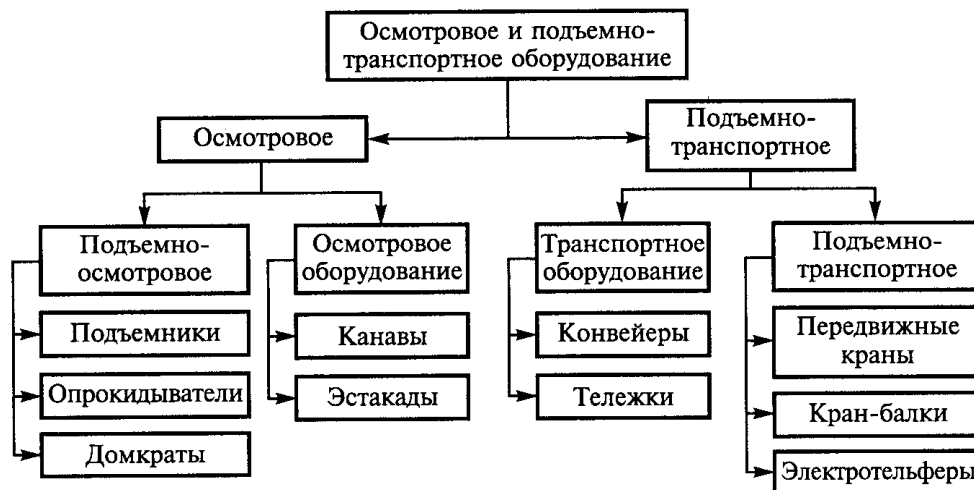 Осмотровое и подъемно-
транспортное оборудование
Осмотровое
Подъемно-
транспортное
Подъемно-
осмотровое
Подъемники
Опрокидыватели
Домкраты
Осмотровое
оборудование
Канавы
Эстакады
Транспортное
оборудование
Конвейеры
Тележки
Подъемно-
транспортное
Передвижные
краны
Кран-балки
Электротельферы